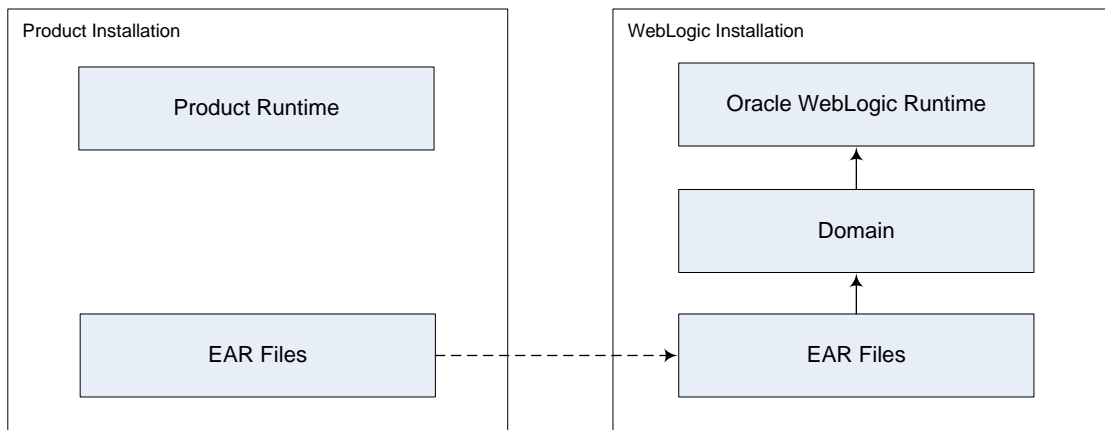 Product Installation
Product Runtime
EAR Files
WebLogic Installation
Oracle WebLogic Runtime
Domain
EAR Files